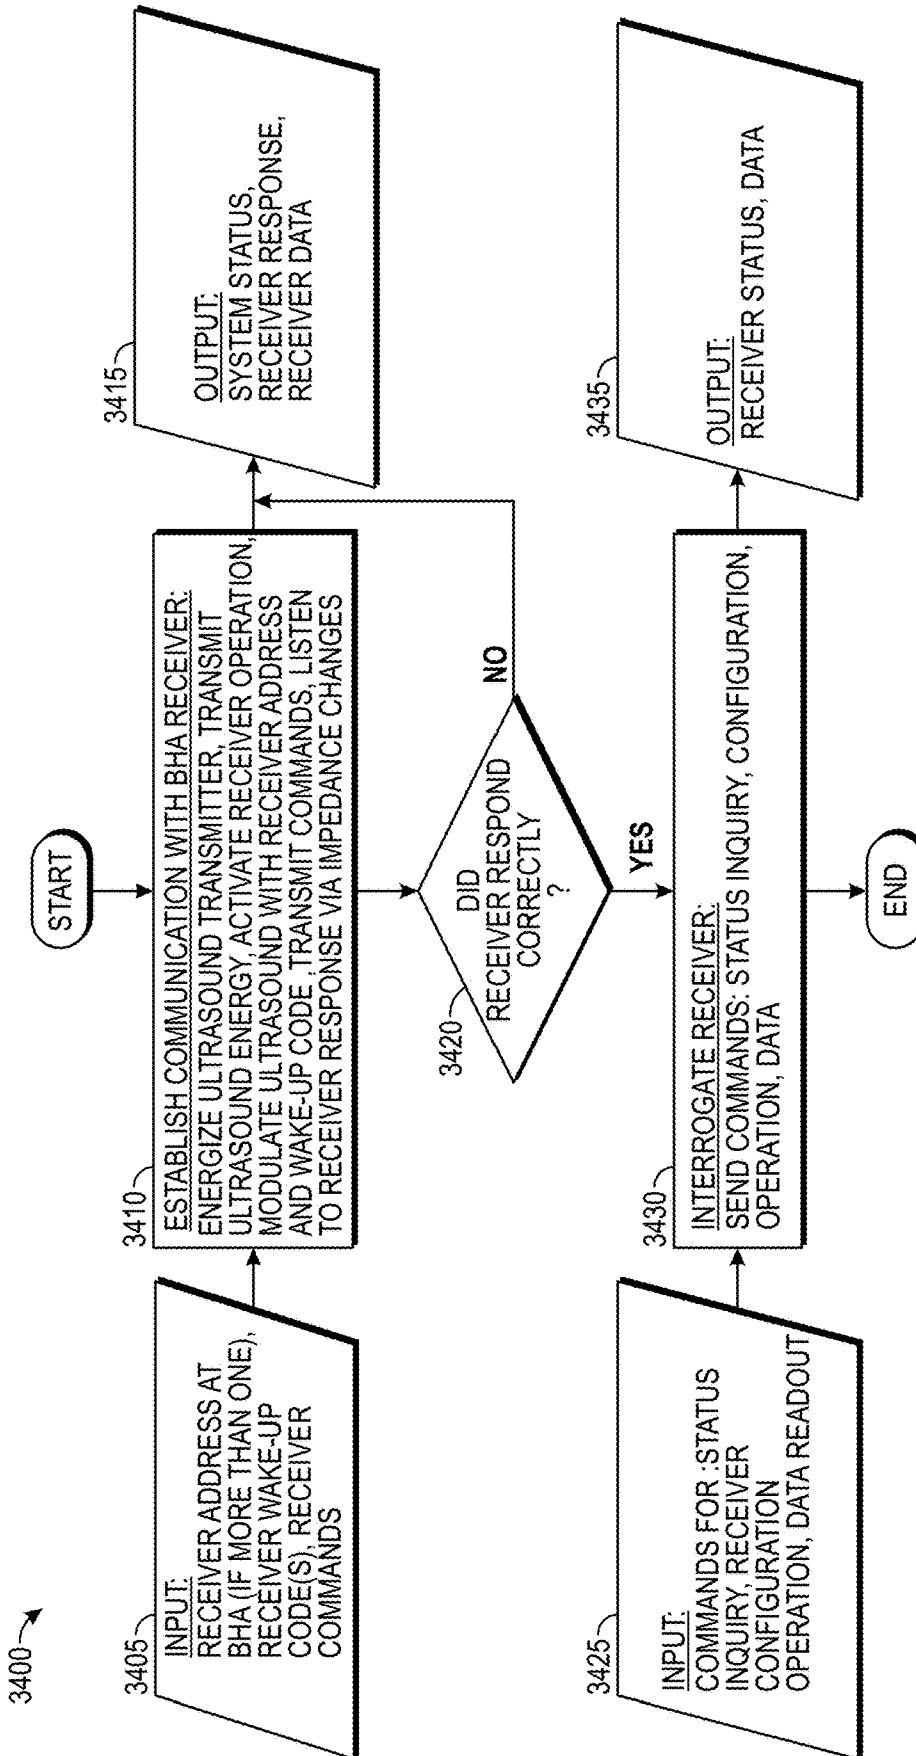 3400
START
3405
INPUT:
RECEIVER ADDRESS AT
BHA (IF MORE THAN ONE),
RECEIVER WAKE-UP
CODE(S), RECEIVER
COMMANDS
3410
ESTABLISH COMMUNICATION WITH BHA RECEIVER:
ENERGIZE ULTRASOUND TRANSMITTER, TRANSMIT
ULTRASOUND ENERGY, ACTIVATE RECEIVER OPERATION,
MODULATE ULTRASOUND WITH RECEIVER ADDRESS
AND WAKE-UP CODE ,TRANSMIT COMMANDS, LISTEN
TO RECEIVER RESPONSE VIA IMPEDANCE CHANGES
3415
OUTPUT:
SYSTEM STATUS,
RECEIVER RESPONSE,
RECEIVER DATA
3420
DID
RECEIVER RESPOND
CORRECTLY
?
NO
YES
3425
INPUT:
COMMANDS FOR :STATUS
INQUIRY, RECEIVER
CONFIGURATION
OPERATION, DATA READOUT
3430
INTERROGATE RECEIVER:
SEND COMMANDS: STATUS INQUIRY, CONFIGURATION,
OPERATION, DATA
3435
OUTPUT:
RECEIVER STATUS, DATA
END